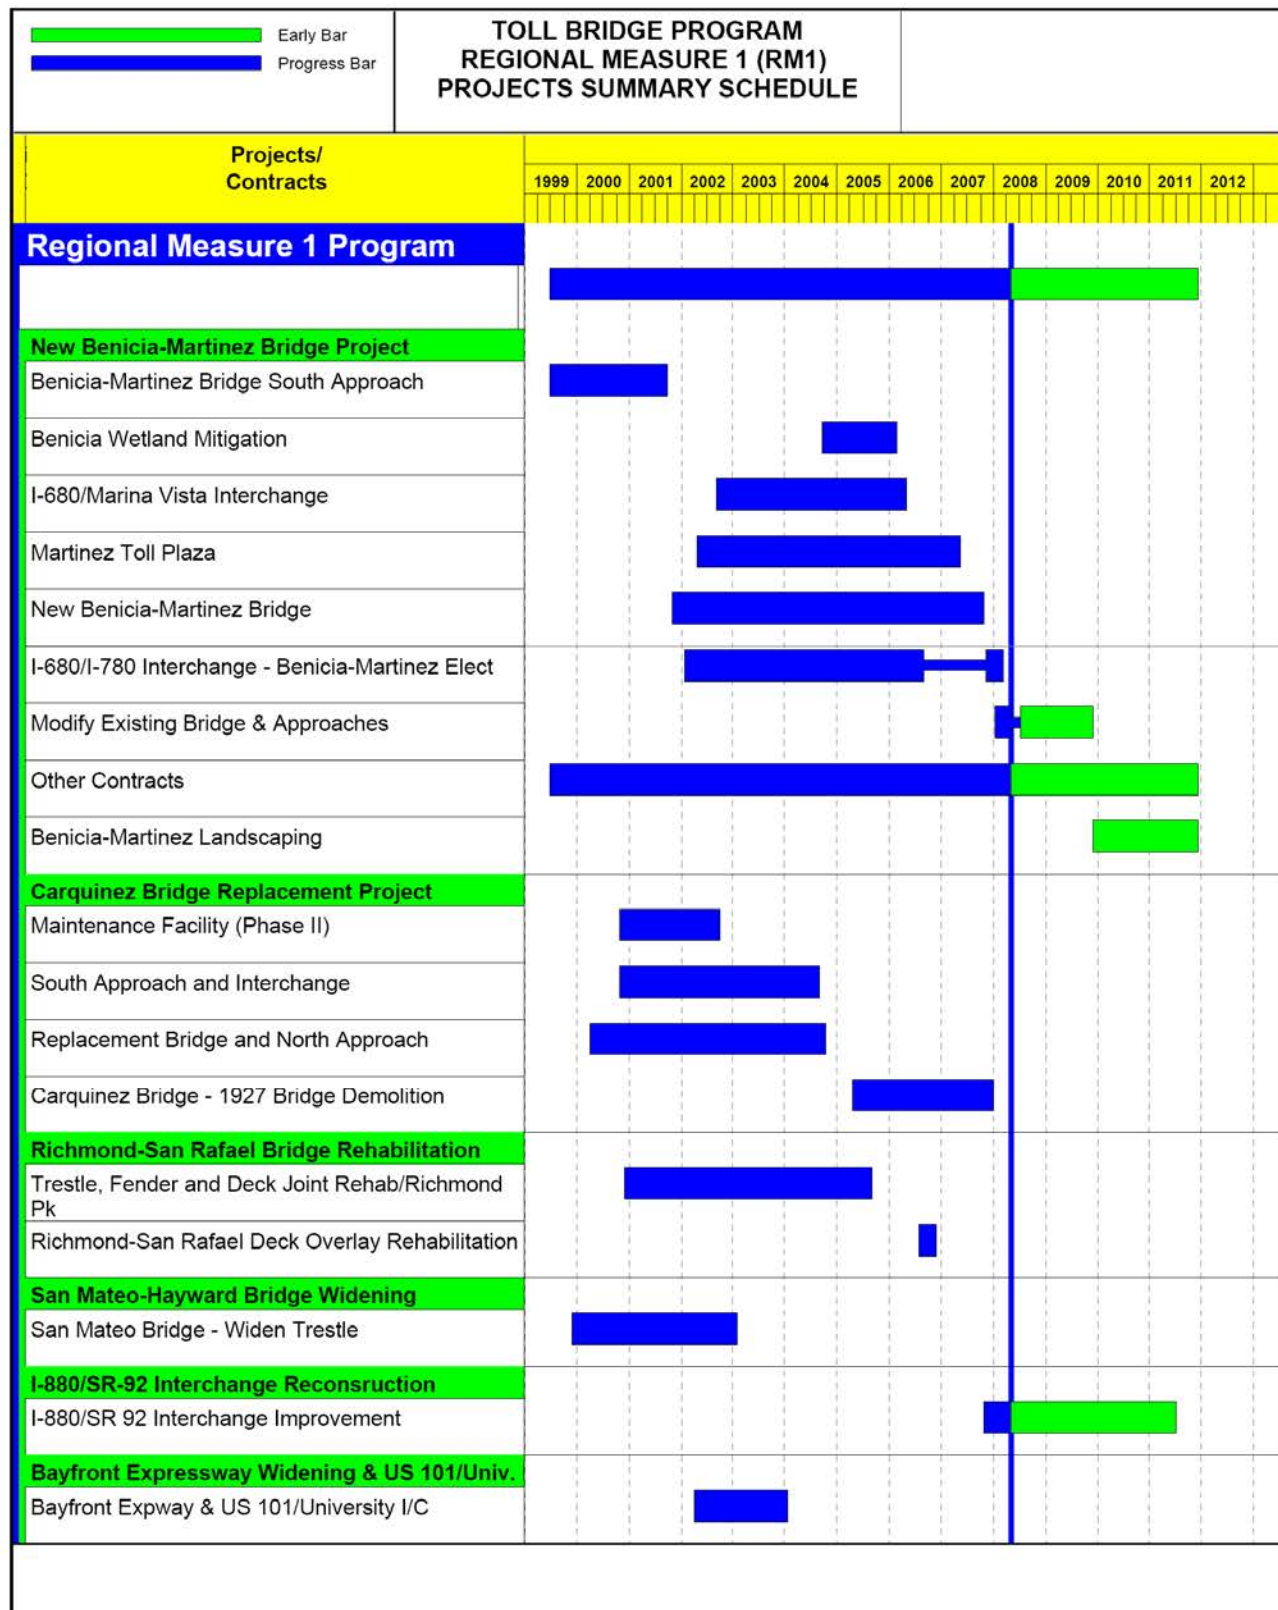 Early Bar
Progress Bar
TOLL BRIDGE PROGRAM
REGIONAL MEASURE 1 (RM1)
PROJECTS SUMMARY SCHEDULE
Projects/
Contracts
1999 2000 2001 2002 2003 2004 2005 2006 2007 2008 2009 2010 2011 2012
Regional Measure 1 Program
New Benicia-Martinez Bridge Project
Benicia-Martinez Bridge South Approach
Benicia Wetland Mitigation
I-680/Marina Vista Interchange
Martinez Toll Plaza
New Benicia-Martinez Bridge
I-680/I-780 Interchange - Benicia-Martinez Elect
Modify Existing Bridge & Approaches
Other Contracts
Benicia-Martinez Landscaping
Carquinez Bridge Replacement Project
Maintenance Facility (Phase II)
South Approach and Interchange
Replacement Bridge and North Approach
Carquinez Bridge - 1927 Bridge Demolition
Richmond-San Rafael Bridge Rehabilitation
Trestle, Fender and Deck Joint Rehab/Richmond
Pk
Richmond-San Rafael Deck Overlay Rehabilitation
San Mateo-Hayward Bridge Widening
San Mateo Bridge - Widen Trestle
I-880/SR-92 Interchange Reconsruction
I-880/SR 92 Interchange Improvement
Bayfront Expressway Widening & US 101/Univ.
Bayfront Expway & US 101/University I/C